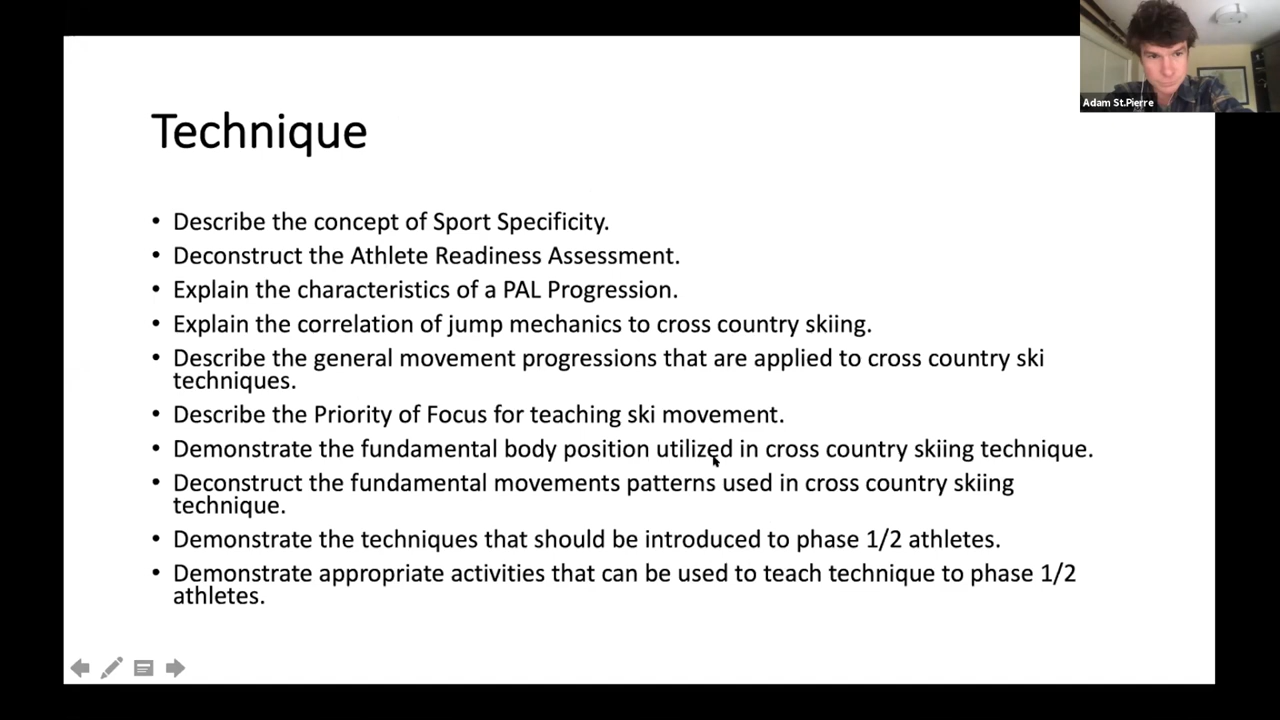 Adam St.Pierre
Technique
• Describe the concept of Sport Specificity.
• Deconstruct the Athlete Readiness Assessment.
• Explain the characteristics of a PAL Progression.
• Explain the correlation of jump mechanics to cross country skiing.
• Describe the general movement progressions that are applied to cross country ski
techniques.
• Describe the Priority of Focus for teaching ski movement.
• Demonstrate the fundamental body position utilized in cross country skiing technique.
• Deconstruct the fundamental movements patterns used in cross country skiing
technique.
• Demonstrate the techniques that should be introduced to phase 1/2 athletes.
• Demonstrate appropriate activities that can be used to teach technique to phase 1/2
athletes.